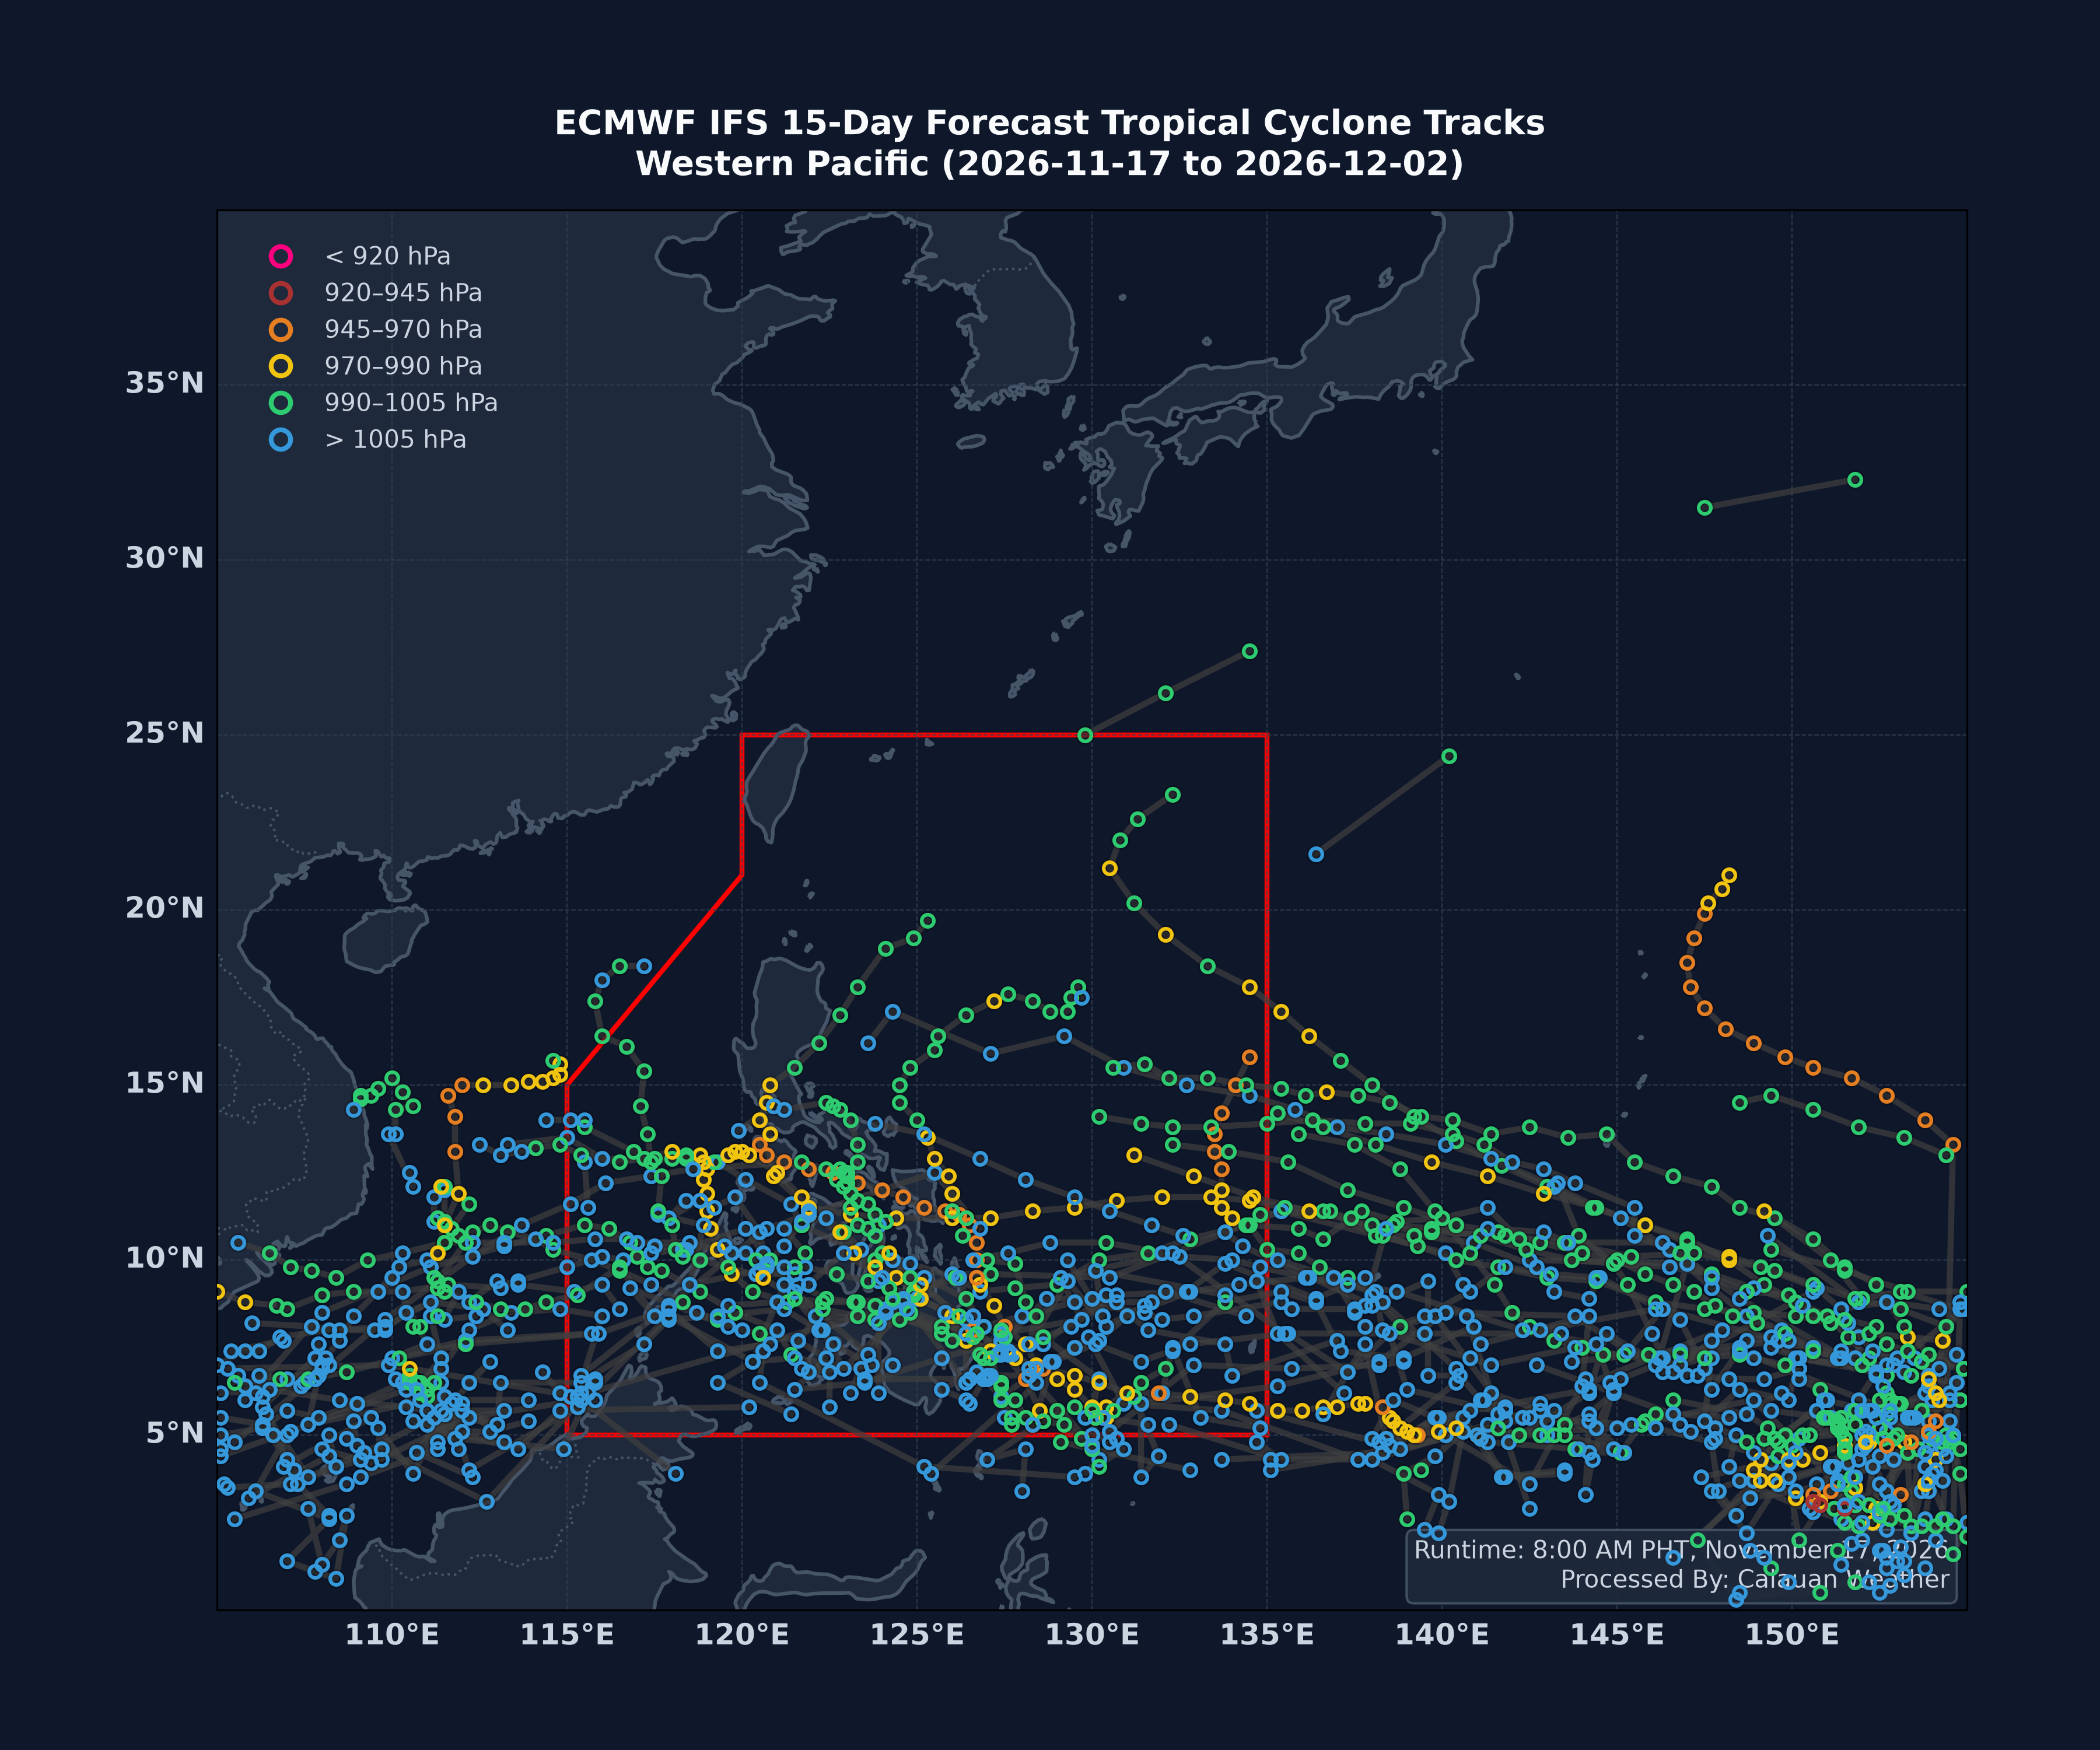 ECMWF IFS 15-Day Forecast Tropical Cyclone Tracks
Western Pacific (2026-11-17 to 2026-12-02)
< 920 hPa
920–945 hPa
945–970 hPa
970–990 hPa
990–1005 hPa
> 1005 hPa
35°N
30°N
25°N
20°N
15°N
10°N
5°N
Runtime: 8:00 AM PHT, November 17, 2026
Processed By: Calauan Weather
110°E
115°E
120°E
125°E
130°E
135°E
140°E
145°E
150°E